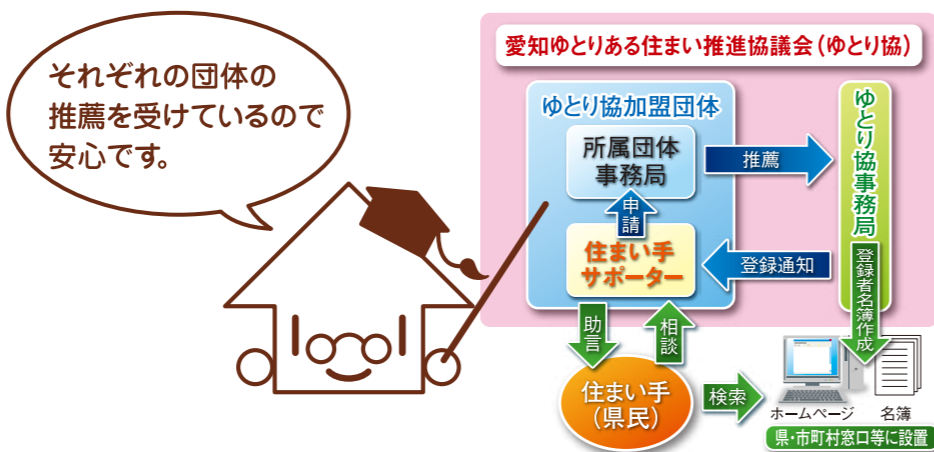 それぞれの団体の
推薦を受けているので
安心です。
愛知ゆとりある住まい推進協議会(ゆとり協)
ゆとり協加盟団体
所属団体
事務局
推薦
ゆとり協事務局
申請
住まい手
サポーター
登録通知
登録者名簿作成
助言
相談
住まい手
(県民)
検索
ホームページ
名簿
県・市町村窓口等に設置